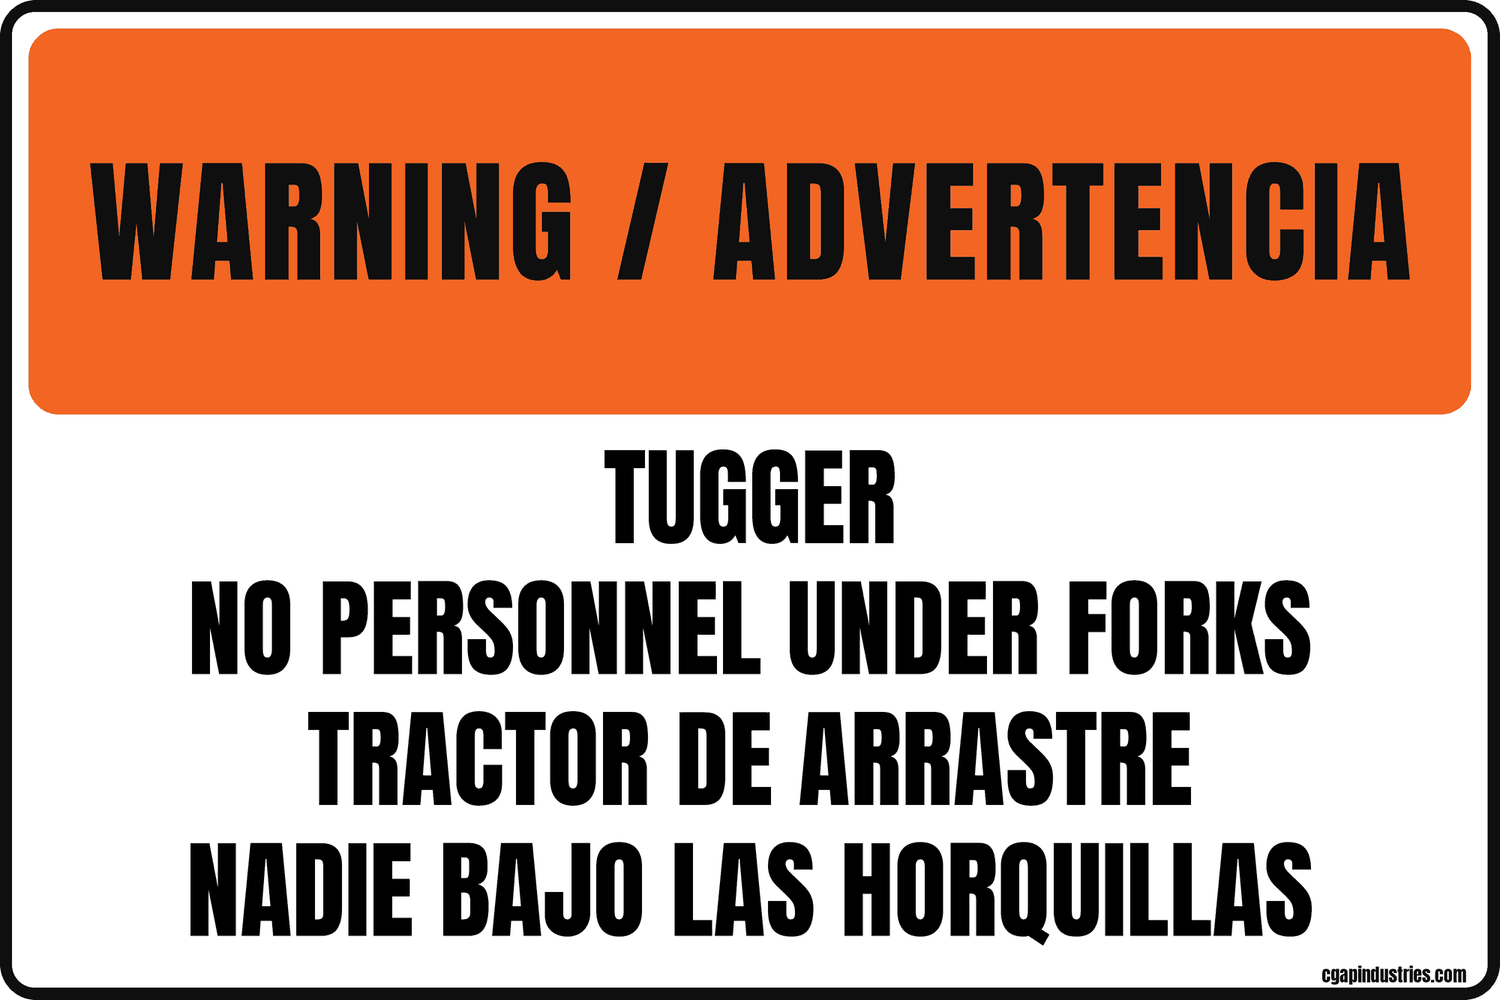 WARNING / ADVERTENCIA
TUGGER
NO PERSONNEL UNDER FORKS
TRACTOR DE ARRASTRE
NADIE BAJO LAS HORQUILLAS
cgapindustries.com